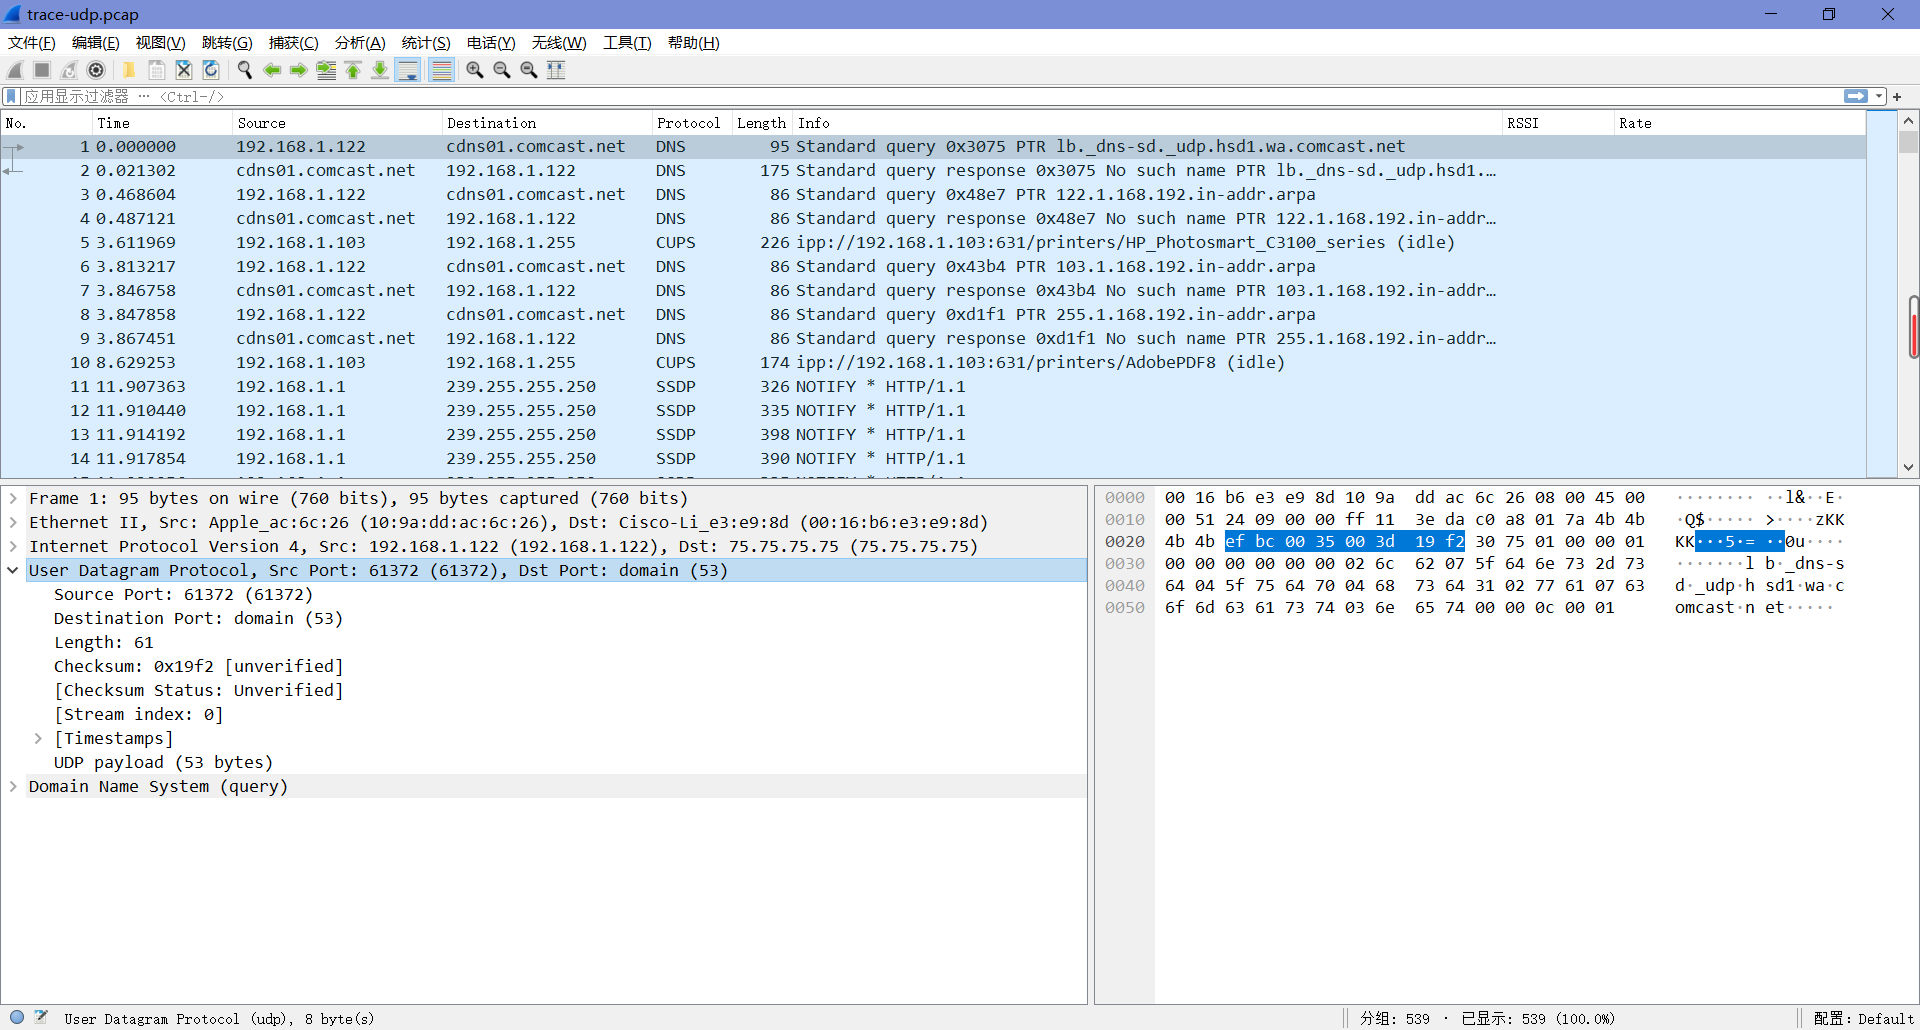 trace-udp.pcap
文件(F) 编辑(E) 视图(V) 跳转(G) 捕获(C) 分析(A) 统计(S) 电话(Y) 无线(W) 工具(T) 帮助(H)
应用显示过滤器 … <Ctrl-/>
No. Time Source Destination Protocol Length Info RSSI Rate
1 0.000000 192.168.1.122 cdns01.comcast.net DNS 95 Standard query 0x3075 PTR lb._dns-sd._udp.hsd1.wa.comcast.net
2 0.021302 cdns01.comcast.net 192.168.1.122 DNS 175 Standard query response 0x3075 No such name PTR lb._dns-sd._udp.hsd1.…
3 0.468604 192.168.1.122 cdns01.comcast.net DNS 86 Standard query 0x48e7 PTR 122.1.168.192.in-addr.arpa
4 0.487121 cdns01.comcast.net 192.168.1.122 DNS 86 Standard query response 0x48e7 No such name PTR 122.1.168.192.in-addr…
5 3.611969 192.168.1.103 192.168.1.255 CUPS 226 ipp://192.168.1.103:631/printers/HP_Photosmart_C3100_series (idle)
6 3.813217 192.168.1.122 cdns01.comcast.net DNS 86 Standard query 0x43b4 PTR 103.1.168.192.in-addr.arpa
7 3.846758 cdns01.comcast.net 192.168.1.122 DNS 86 Standard query response 0x43b4 No such name PTR 103.1.168.192.in-addr…
8 3.847858 192.168.1.122 cdns01.comcast.net DNS 86 Standard query 0xd1f1 PTR 255.1.168.192.in-addr.arpa
9 3.867451 cdns01.comcast.net 192.168.1.122 DNS 86 Standard query response 0xd1f1 No such name PTR 255.1.168.192.in-addr…
10 8.629253 192.168.1.103 192.168.1.255 CUPS 174 ipp://192.168.1.103:631/printers/AdobePDF8 (idle)
11 11.907363 192.168.1.1 239.255.255.250 SSDP 326 NOTIFY * HTTP/1.1
12 11.910440 192.168.1.1 239.255.255.250 SSDP 335 NOTIFY * HTTP/1.1
13 11.914192 192.168.1.1 239.255.255.250 SSDP 398 NOTIFY * HTTP/1.1
14 11.917854 192.168.1.1 239.255.255.250 SSDP 390 NOTIFY * HTTP/1.1
Frame 1: 95 bytes on wire (760 bits), 95 bytes captured (760 bits)
Ethernet II, Src: Apple_ac:6c:26 (10:9a:dd:ac:6c:26), Dst: Cisco-Li_e3:e9:8d (00:16:b6:e3:e9:8d)
Internet Protocol Version 4, Src: 192.168.1.122 (192.168.1.122), Dst: 75.75.75.75 (75.75.75.75)
User Datagram Protocol, Src Port: 61372 (61372), Dst Port: domain (53)
Source Port: 61372 (61372)
Destination Port: domain (53)
Length: 61
Checksum: 0x19f2 [unverified]
[Checksum Status: Unverified]
[Stream index: 0]
[Timestamps]
UDP payload (53 bytes)
Domain Name System (query)
0000 00 16 b6 e3 e9 8d 10 9a dd ac 6c 26 08 00 45 00 ········ ··l&··E·
0010 00 51 24 09 00 00 ff 11 3e da c0 a8 01 7a 4b 4b ·Q$····· >····zKK
0020 4b 4b ef bc 00 35 00 3d 19 f2 30 75 01 00 00 01 KK···5·= ··0u····
0030 00 00 00 00 00 00 02 6c 62 07 5f 64 6e 73 2d 73 ·······l b·_dns-s
0040 64 04 5f 75 64 70 04 68 73 64 31 02 77 61 07 63 d·_udp·h sd1·wa·c
0050 6f 6d 63 61 73 74 03 6e 65 74 00 00 0c 00 01 omcast·n et·····
User Datagram Protocol (udp), 8 byte(s)
分组: 539 · 已显示: 539 (100.0%)
配置: Default